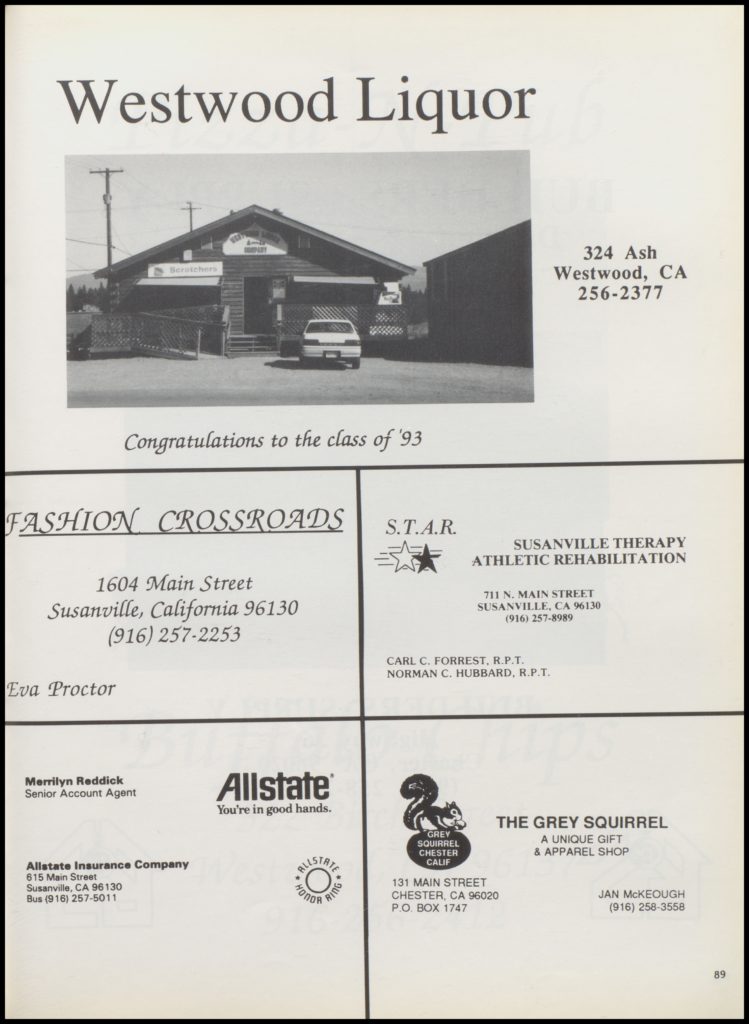 Westwood Liquor
COMPANY
Scratchers
324 Ash
Westwood, CA
256-2377
Congratulations to the class of '93
FASHION CROSSROADS
1604 Main Street
Susanville, California 96130
(916) 257-2253
Eva Proctor
S.T.A.R.
SUSANVILLE THERAPY
ATHLETIC REHABILITATION
711 N. MAIN STREET
SUSANVILLE, CA 96130
(916) 257-8989
CARL C. FORREST, R.P.T.
NORMAN C. HUBBARD, R.P.T.
Merrilyn Reddick
Senior Account Agent
Allstate®
You're in good hands.
Allstate Insurance Company
615 Main Street
Susanville, CA 96130
Bus (916) 257-5011
ALLSTATE
HONOR RING
GREY
SQUIRREL
CHESTER
CALIF
THE GREY SQUIRREL
A UNIQUE GIFT
& APPAREL SHOP
131 MAIN STREET
CHESTER, CA 96020
P.O. BOX 1747
JAN McKEOUGH
(916) 258-3558
89